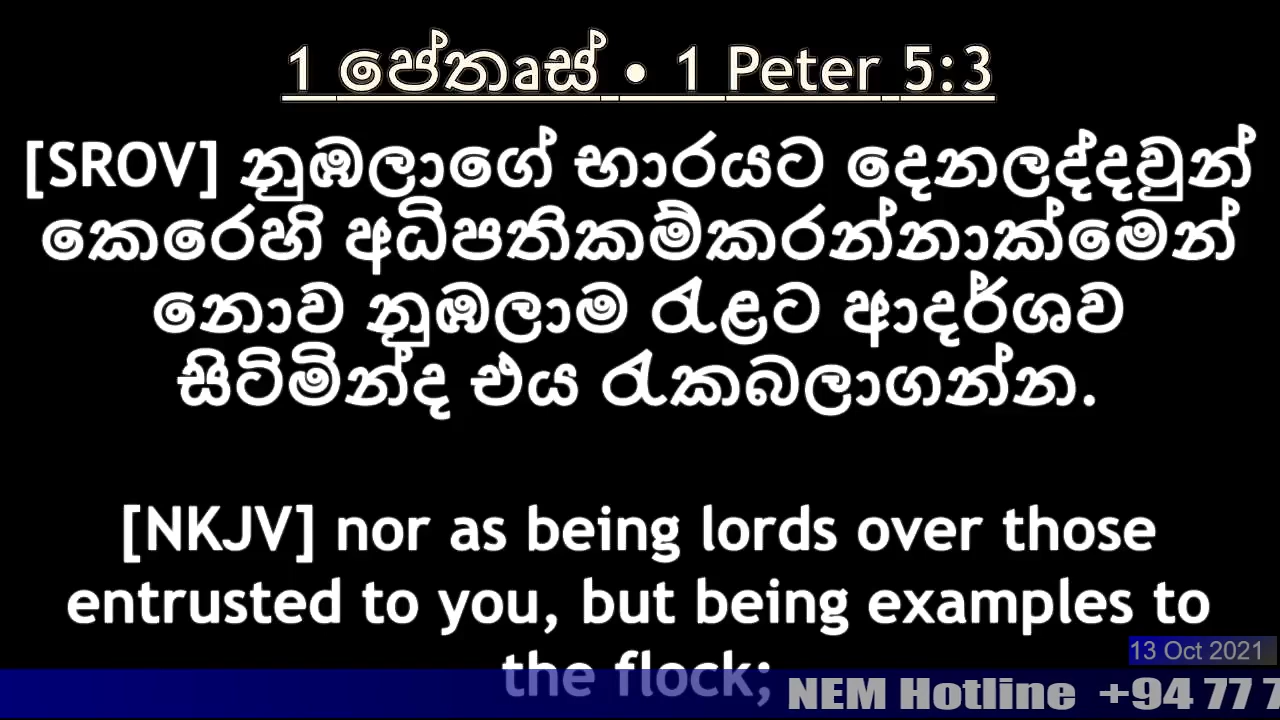 1 පේතෘස් • 1 Peter 5:3
[SROV] නුඹලාගේ භාරයට දෙනලද්දවුන්
කෙරෙහි අධිපතිකම්කරන්නාක්මෙන්
නොව නුඹලාම රැළට ආදර්ශව
සිටිමින්ද එය රැකබලාගන්න.
[NKJV] nor as being lords over those
entrusted to you, but being examples to
the flock;
13 Oct 2021
NEM Hotline +94 77 7